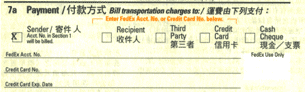 7a Payment / 付款方式 Bill transportation charges to: / 運費由下列支付：
Enter FedEx Acct. No. or Credit Card No. below.
X Sender / 寄件人 Acct. No. in Section 1 will be billed.
Recipient 收件人
Third Party 第三者
Credit Card 信用卡
Cash Cheque 現金／支票
FedEx Acct. No.
FedEx Use Only
Credit Card No.
Credit Card Exp. Date